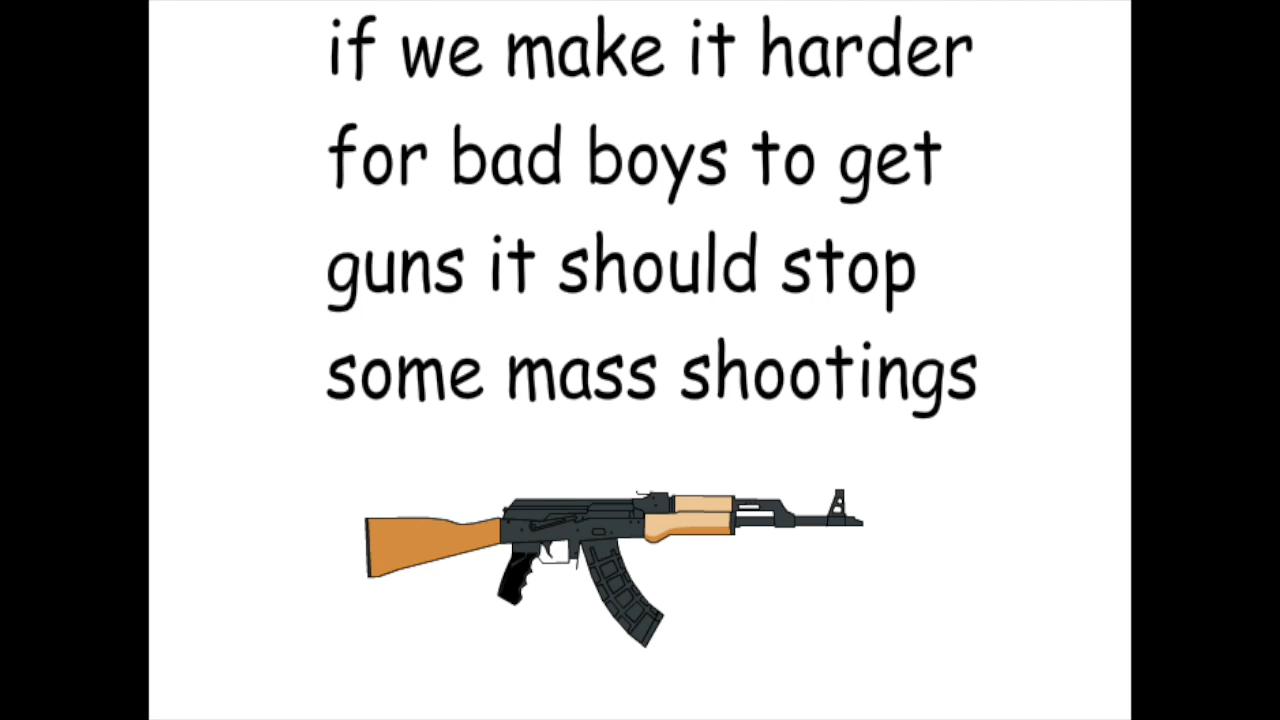 if we make it harder
for bad boys to get
guns it should stop
some mass shootings